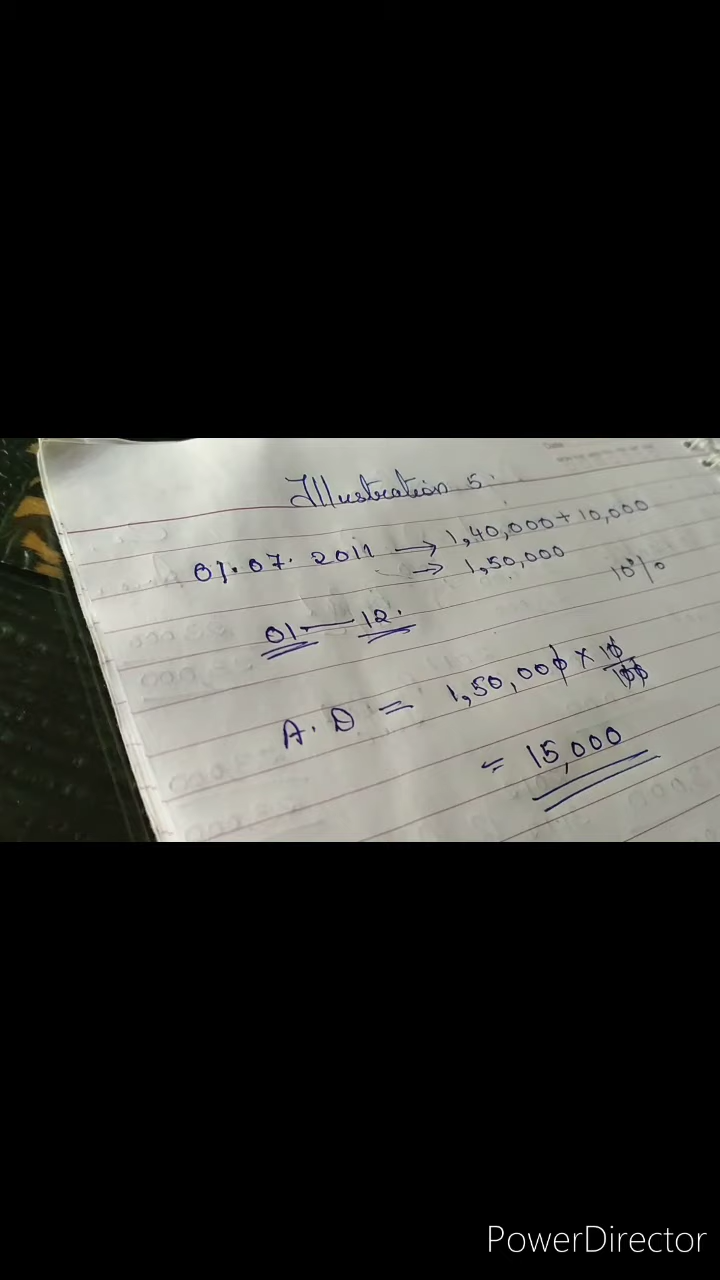 Illustration 5.
01.07.2011 → 1,40,000 + 10,000
→ 1,50,000
10%
01 — 12.
A.D = 1,50,000 × 10/100
= 15,000
PowerDirector